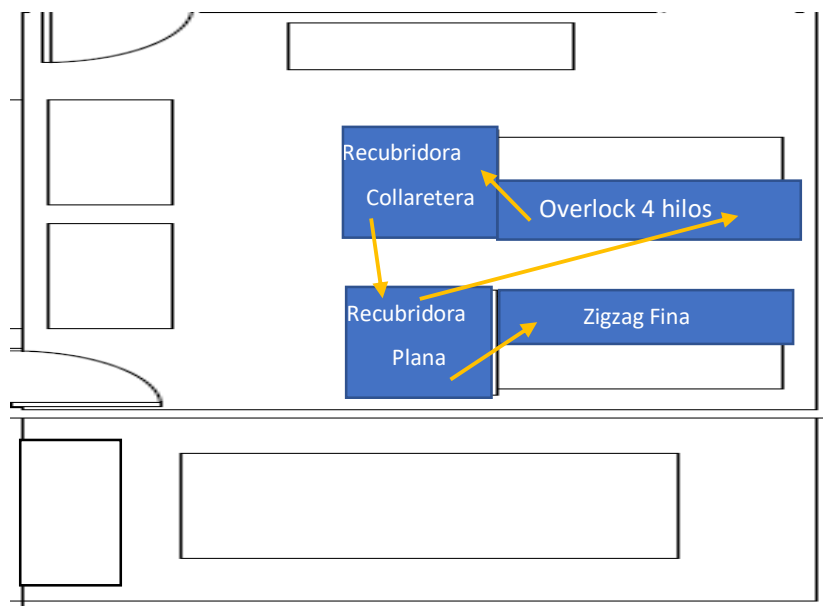 Recubridora
Collaretera
Overlock 4 hilos
Recubridora
Plana
Zigzag Fina